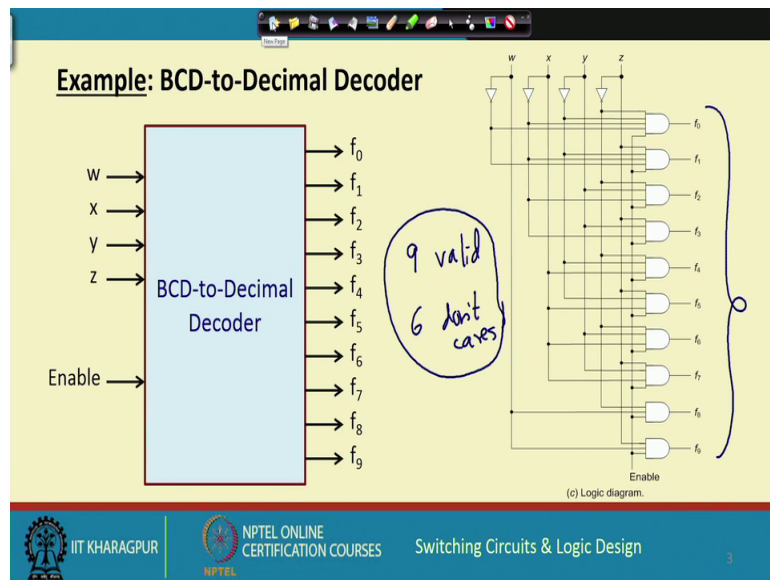 New Page
Example: BCD-to-Decimal Decoder
w
x
y
z
Enable
BCD-to-Decimal
Decoder
f0
f1
f2
f3
f4
f5
f6
f7
f8
f9
9 valid
6 don't
cares
w x y z
f0
f1
f2
f3
f4
f5
f6
f7
f8
f9
Enable
(c) Logic diagram.
0
IIT KHARAGPUR
NPTEL
NPTEL ONLINE
CERTIFICATION COURSES
Switching Circuits & Logic Design
3